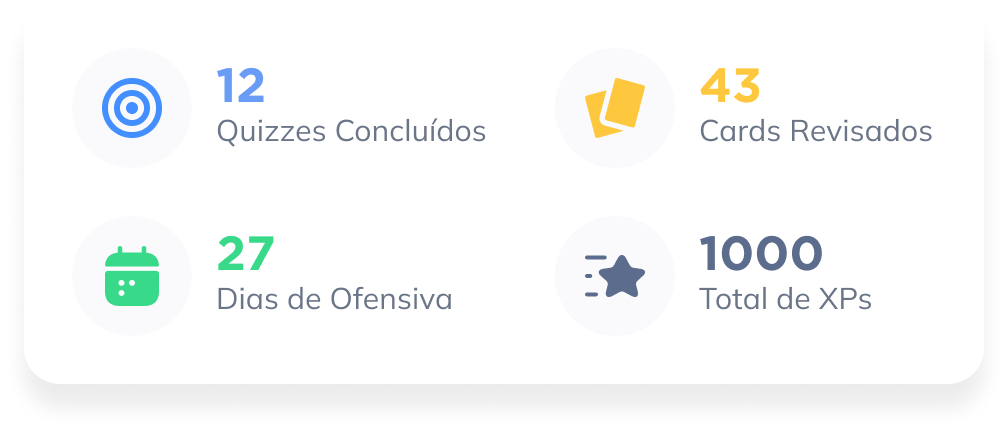 12
Quizzes Concluídos
43
Cards Revisados
27
Dias de Ofensiva
1000
Total de XPs